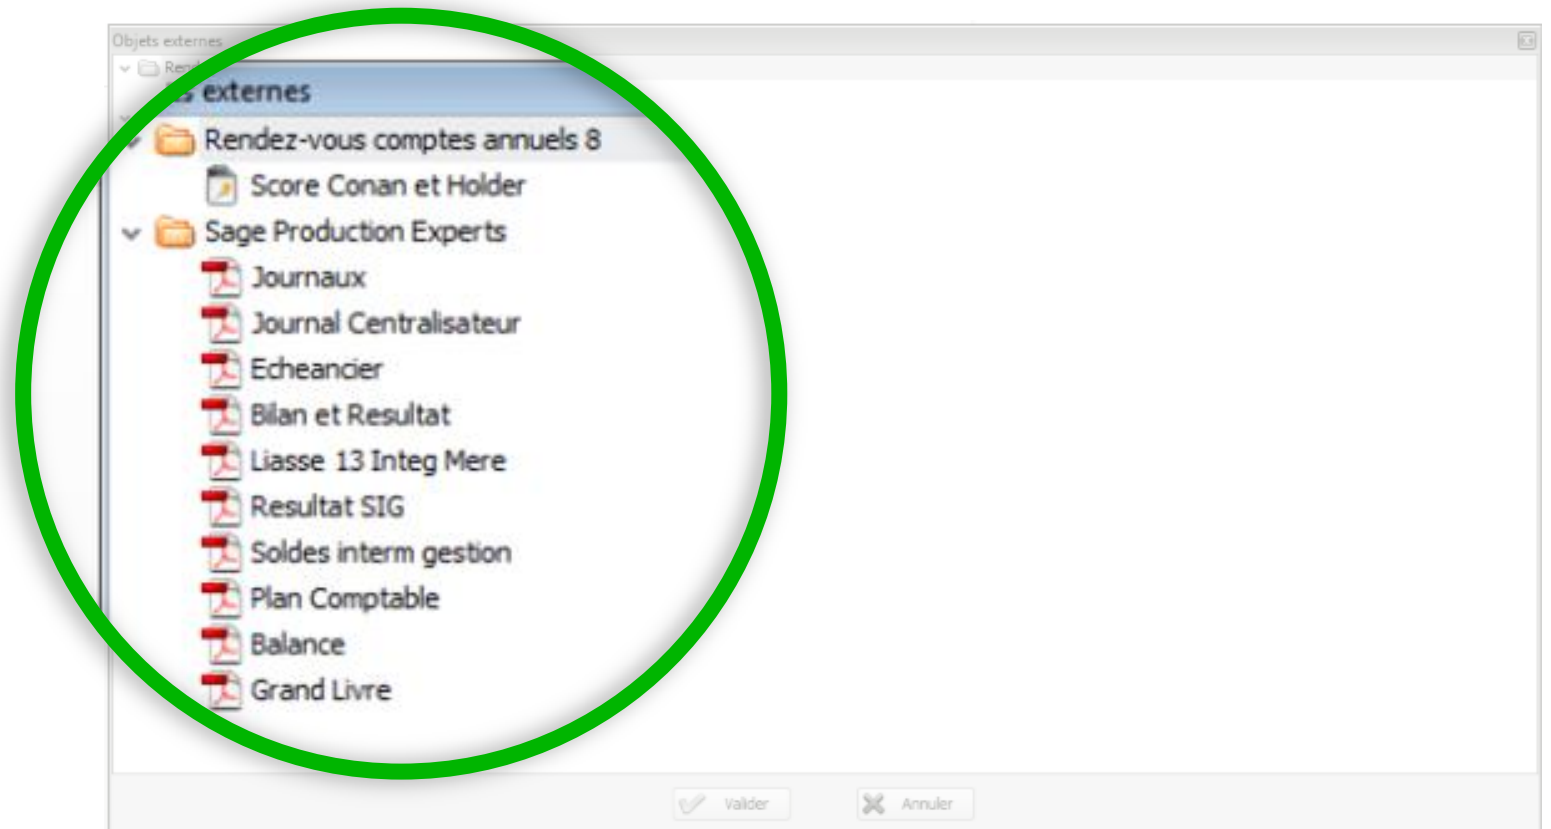 Objets externes
externes
Rendez-vous comptes annuels 8
Score Conan et Holder
Sage Production Experts
Journaux
Journal Centralisateur
Echeancier
Bilan et Resultat
Liasse 13 Integ Mere
Resultat SIG
Soldes interm gestion
Plan Comptable
Balance
Grand Livre
Valider
Annuler